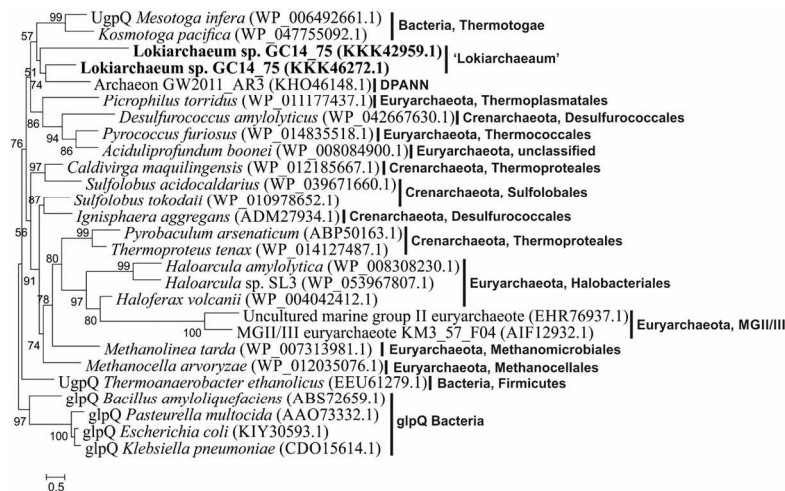 99 UgpQ Mesotoga infera (WP_006492661.1)
Kosmotoga pacifica (WP_047755092.1)
Bacteria, Thermotogae
57
Lokiarchaeum sp. GC14_75 (KKK42959.1)
Lokiarchaeum sp. GC14_75 (KKK46272.1)
'Lokiarchaeaum'
51
74 Archaeon GW2011_AR3 (KHO46148.1) DPANN
Picrophilus torridus (WP_011177437.1) Euryarchaeota, Thermoplasmatales
86 Desulfurococcus amylolyticus (WP_042667630.1) Crenarchaeota, Desulfurococcales
94 Pyrococcus furiosus (WP_014835518.1) Euryarchaeota, Thermococcales
86 Aciduliprofundum boonei (WP_008084900.1) Euryarchaeota, unclassified
76
97 Caldivirga maquilingensis (WP_012185667.1) Crenarchaeota, Thermoproteales
Sulfolobus acidocaldarius (WP_039671660.1)
87 Sulfolobus tokodaii (WP_010978652.1)
Crenarchaeota, Sulfolobales
Ignisphaera aggregans (ADM27934.1) Crenarchaeota, Desulfurococcales
56
99 Pyrobaculum arsenaticum (ABP50163.1)
Thermoproteus tenax (WP_014127487.1)
Crenarchaeota, Thermoproteales
80
91
99 Haloarcula amylolytica (WP_008308230.1)
Haloarcula sp. SL3 (WP_053967807.1)
78 97 Haloferax volcanii (WP_004042412.1)
Euryarchaeota, Halobacteriales
80
Uncultured marine group II euryarchaeote (EHR76937.1)
100 MGII/III euryarchaeote KM3_57_F04 (AIF12932.1)
Euryarchaeota, MGII/III
74 Methanolinea tarda (WP_007313981.1) Euryarchaeota, Methanomicrobiales
Methanocella arvoryzae (WP_012035076.1) Euryarchaeota, Methanocellales
UgpQ Thermoanaerobacter ethanolicus (EEU61279.1) Bacteria, Firmicutes
glpQ Bacillus amyloliquefaciens (ABS72659.1)
97 glpQ Pasteurella multocida (AAO73332.1)
100 glpQ Escherichia coli (KIY30593.1)
glpQ Klebsiella pneumoniae (CDO15614.1)
glpQ Bacteria
0.5